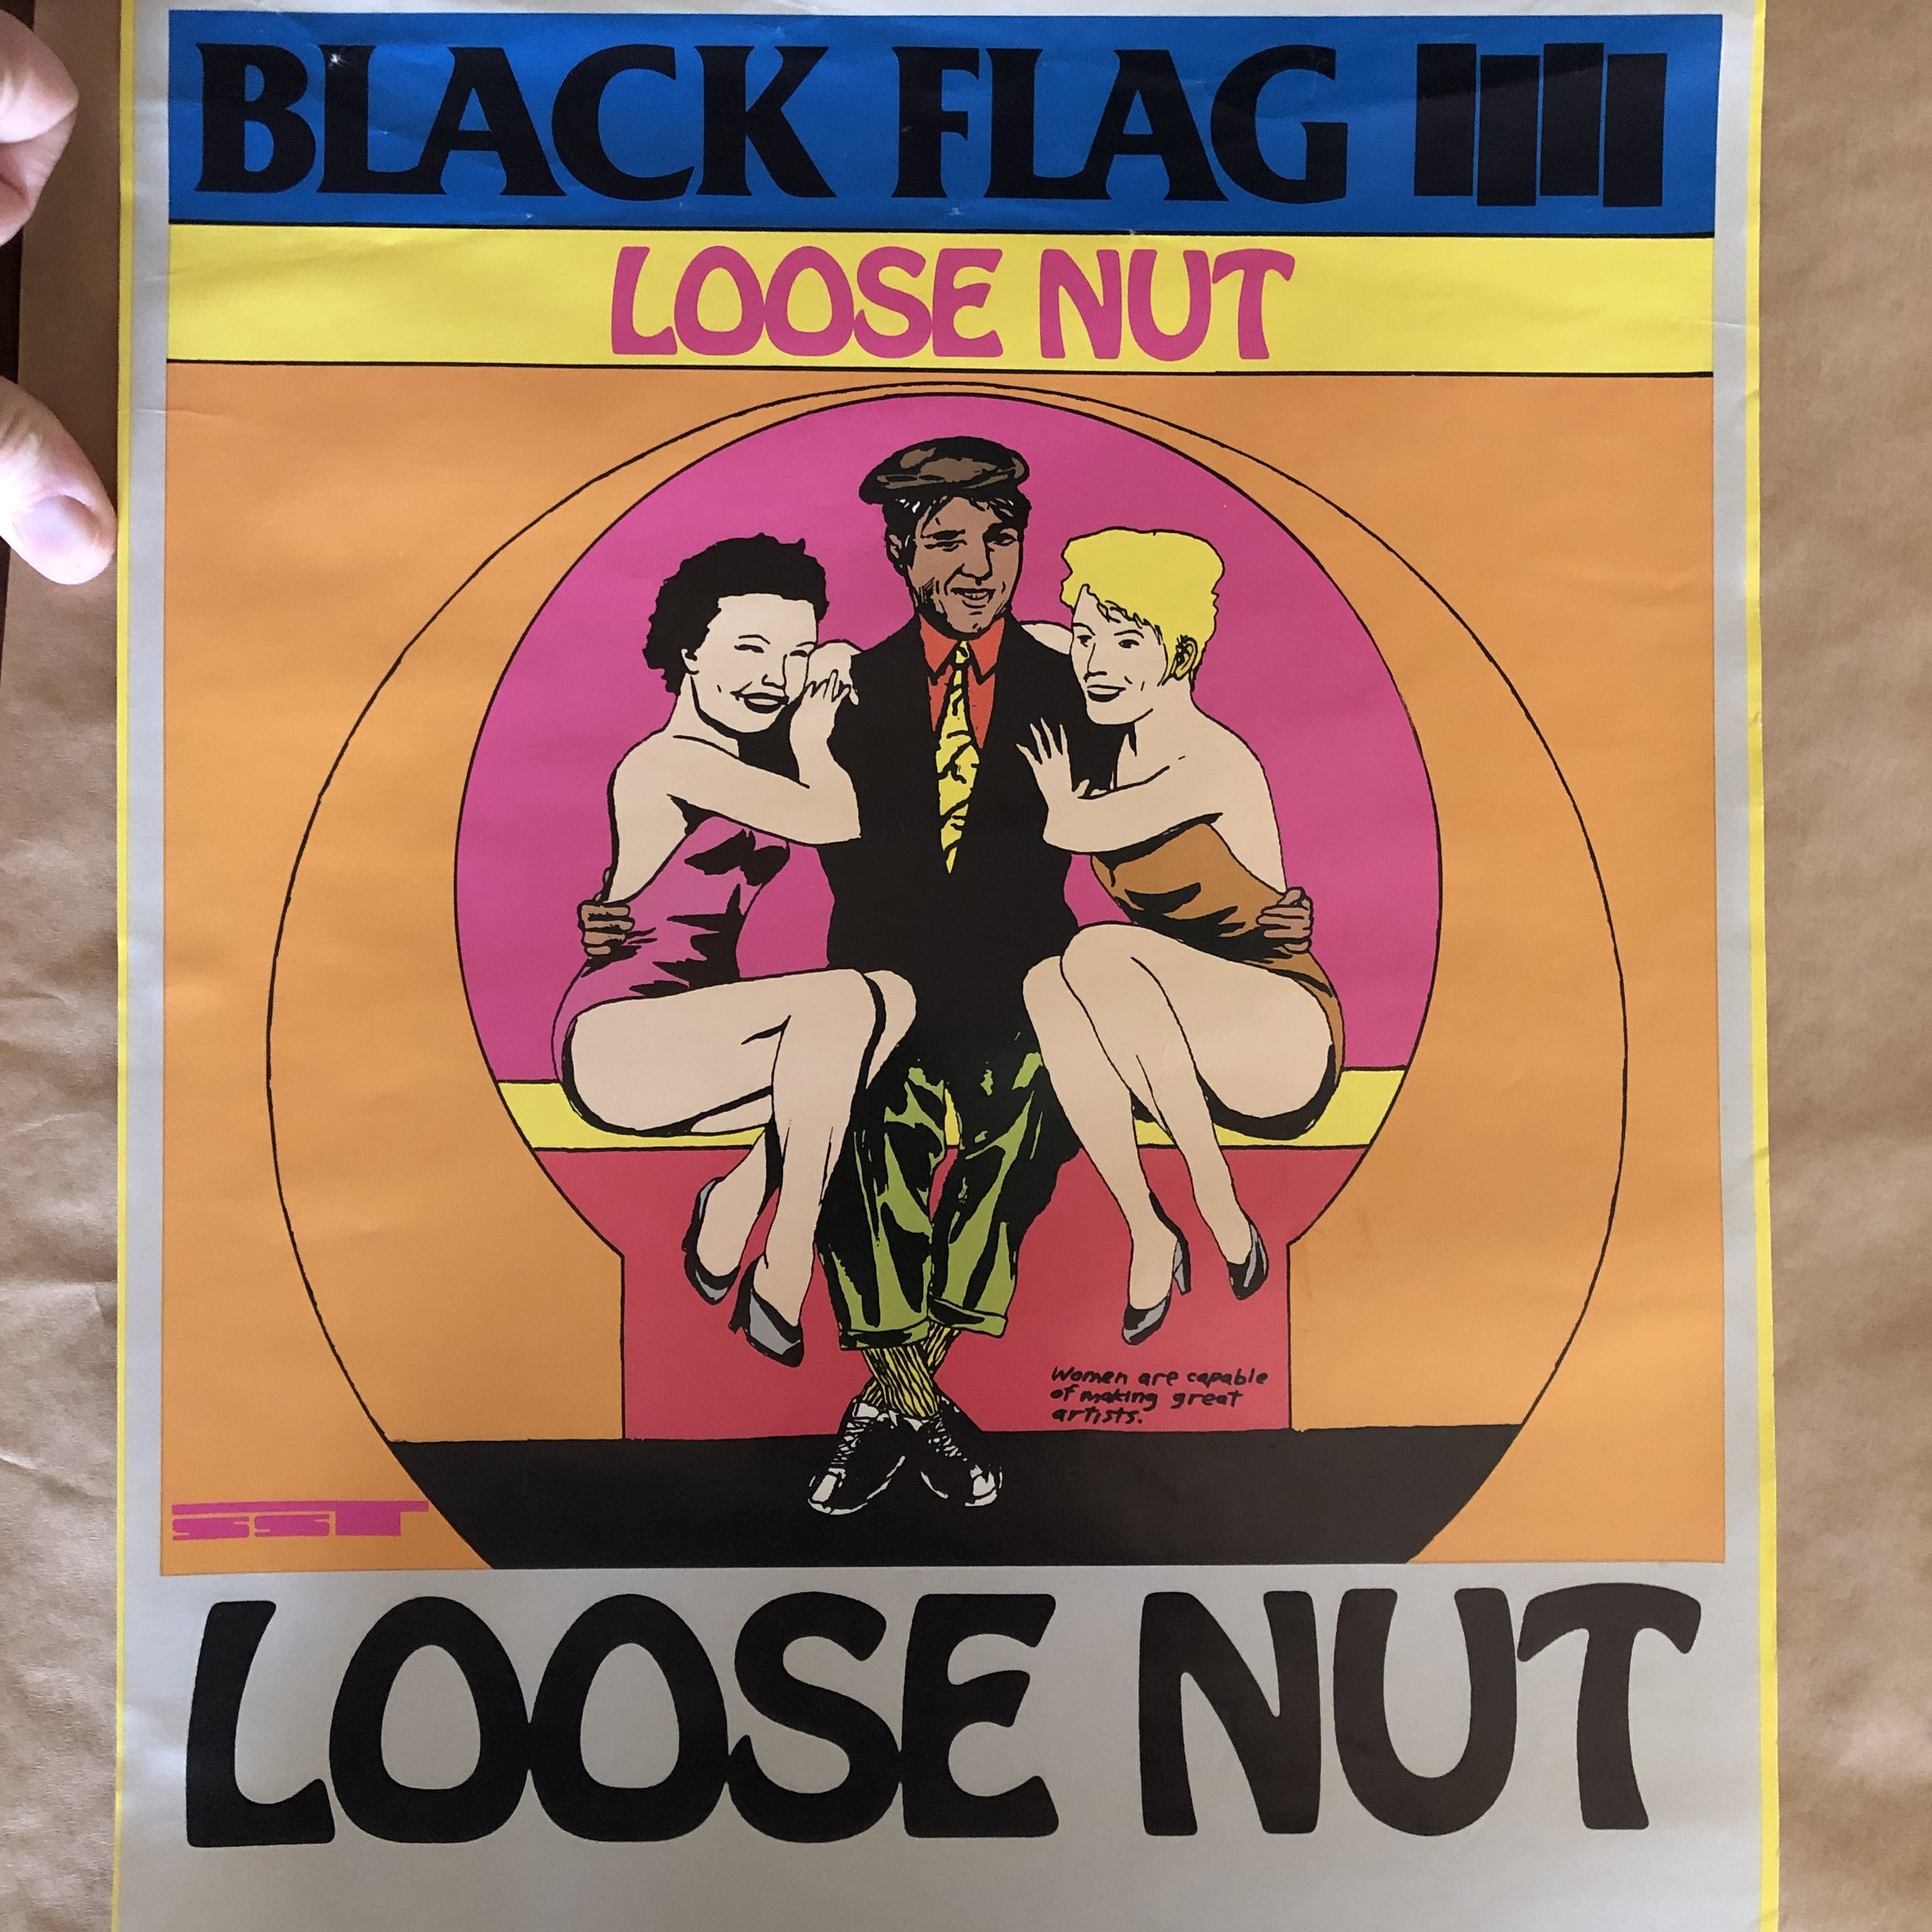 BLACK FLAG
LOOSE NUT
Women are capable
of making great
artists.
SST
LOOSE NUT